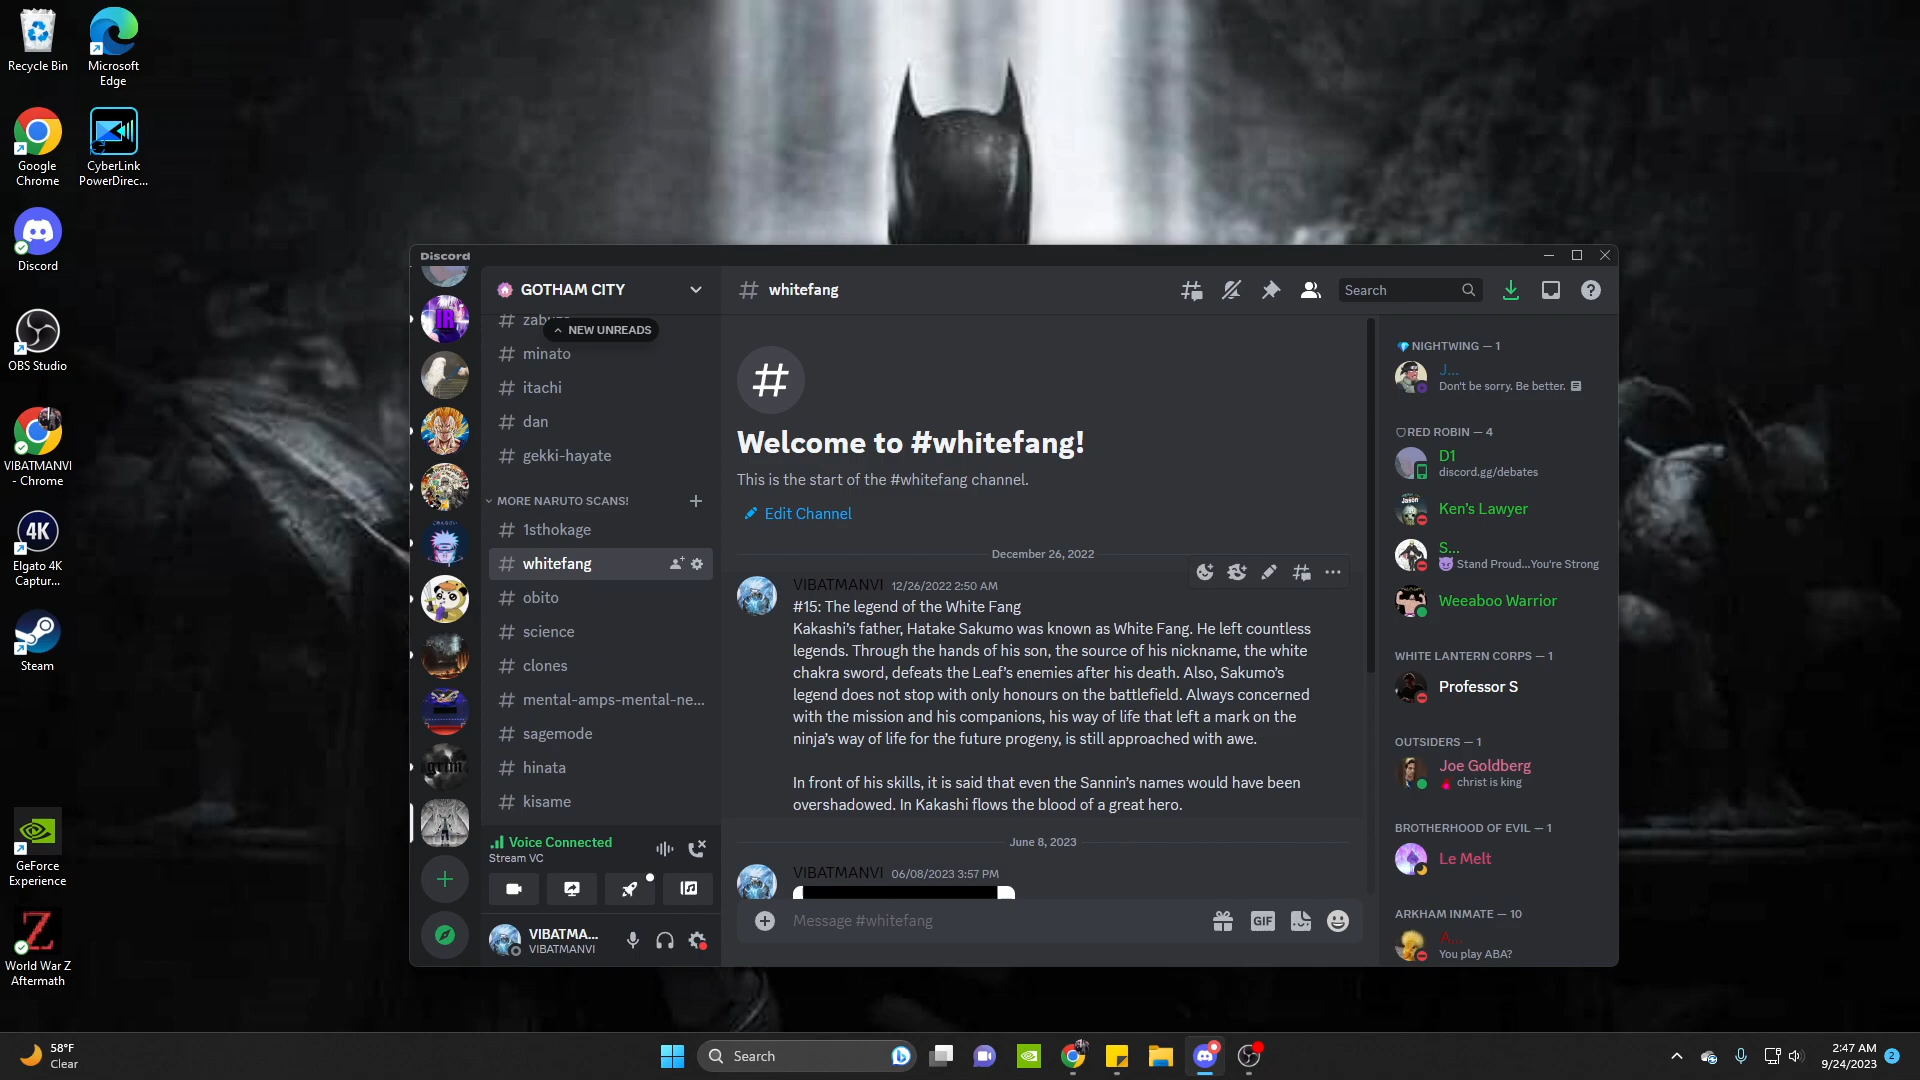 Recycle Bin
Microsoft
Edge
Google
Chrome
CyberLink
PowerDirec...
Discord
OBS Studio
VIBATMANVI
- Chrome
4K
Elgato 4K
Captur...
Steam
GeForce
Experience
World War Z
Aftermath
Discord
GOTHAM CITY
NEW UNREADS
minato
itachi
dan
gekki-hayate
MORE NARUTO SCANS!
1sthokage
whitefang
obito
science
clones
mental-amps-mental-ne...
sagemode
hinata
kisame
Voice Connected
Stream VC
VIBATMA...
VIBATMANVI
# whitefang
Search
Welcome to #whitefang!
This is the start of the #whitefang channel.
Edit Channel
December 26, 2022
VIBATMANVI 12/26/2022 2:50 AM
#15: The legend of the White Fang
Kakashi's father, Hatake Sakumo was known as White Fang. He left countless
legends. Through the hands of his son, the source of his nickname, the white
chakra sword, defeats the Leaf's enemies after his death. Also, Sakumo's
legend does not stop with only honours on the battlefield. Always concerned
with the mission and his companions, his way of life that left a mark on the
ninja's way of life for the future progeny, is still approached with awe.
In front of his skills, it is said that even the Sannin's names would have been
overshadowed. In Kakashi flows the blood of a great hero.
June 8, 2023
VIBATMANVI 06/08/2023 3:57 PM
Message #whitefang
GIF
NIGHTWING — 1
J...
Don't be sorry. Be better.
RED ROBIN — 4
D1
discord.gg/debates
Ken's Lawyer
S...
Stand Proud...You're Strong
Weeaboo Warrior
WHITE LANTERN CORPS — 1
Professor S
OUTSIDERS — 1
Joe Goldberg
christ is king
BROTHERHOOD OF EVIL — 1
Le Melt
ARKHAM INMATE — 10
A...
You play ABA?
58°F
Clear
Search
2:47 AM
9/24/2023
2